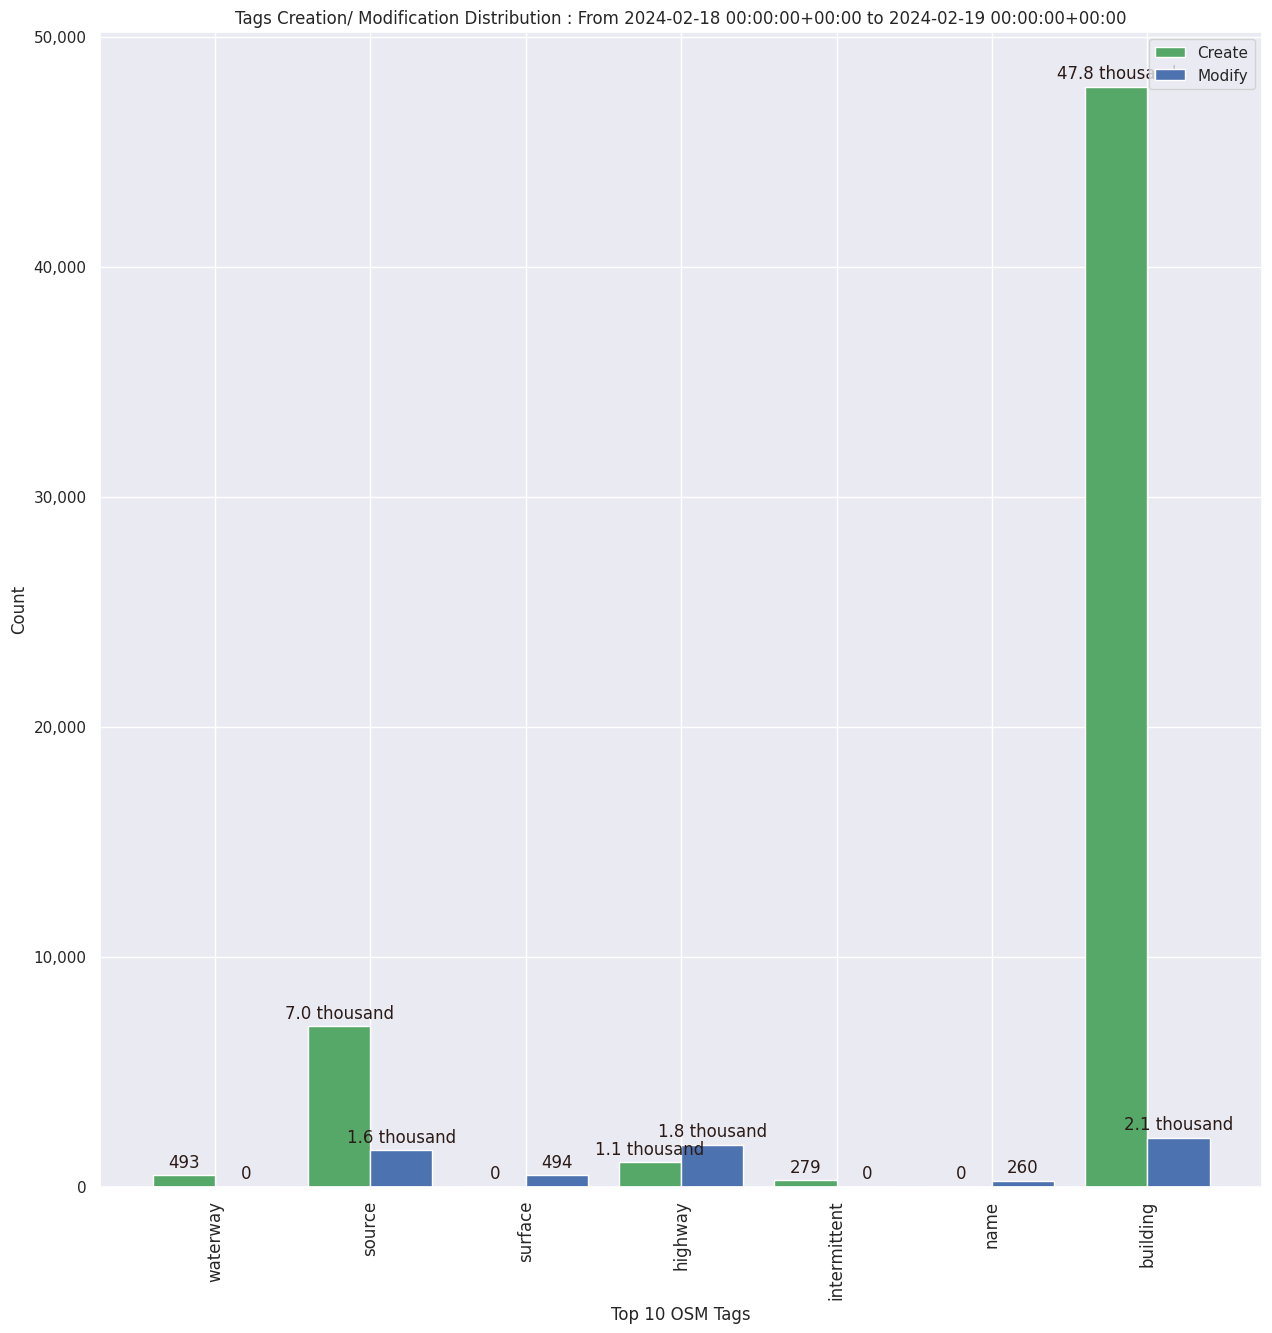 Tags Creation/ Modification Distribution : From 2024-02-18 00:00:00+00:00 to 2024-02-19 00:00:00+00:00
Create
Modify
50,000
40,000
30,000
20,000
10,000
0
Count
47.8
7.0 thousand
1.6 thousand
1.8 thousand
1.1 thousand
2.1 thousand
493
0
0
494
279
0
0
260
waterway
source
surface
highway
intermittent
name
building
Top 10 OSM Tags